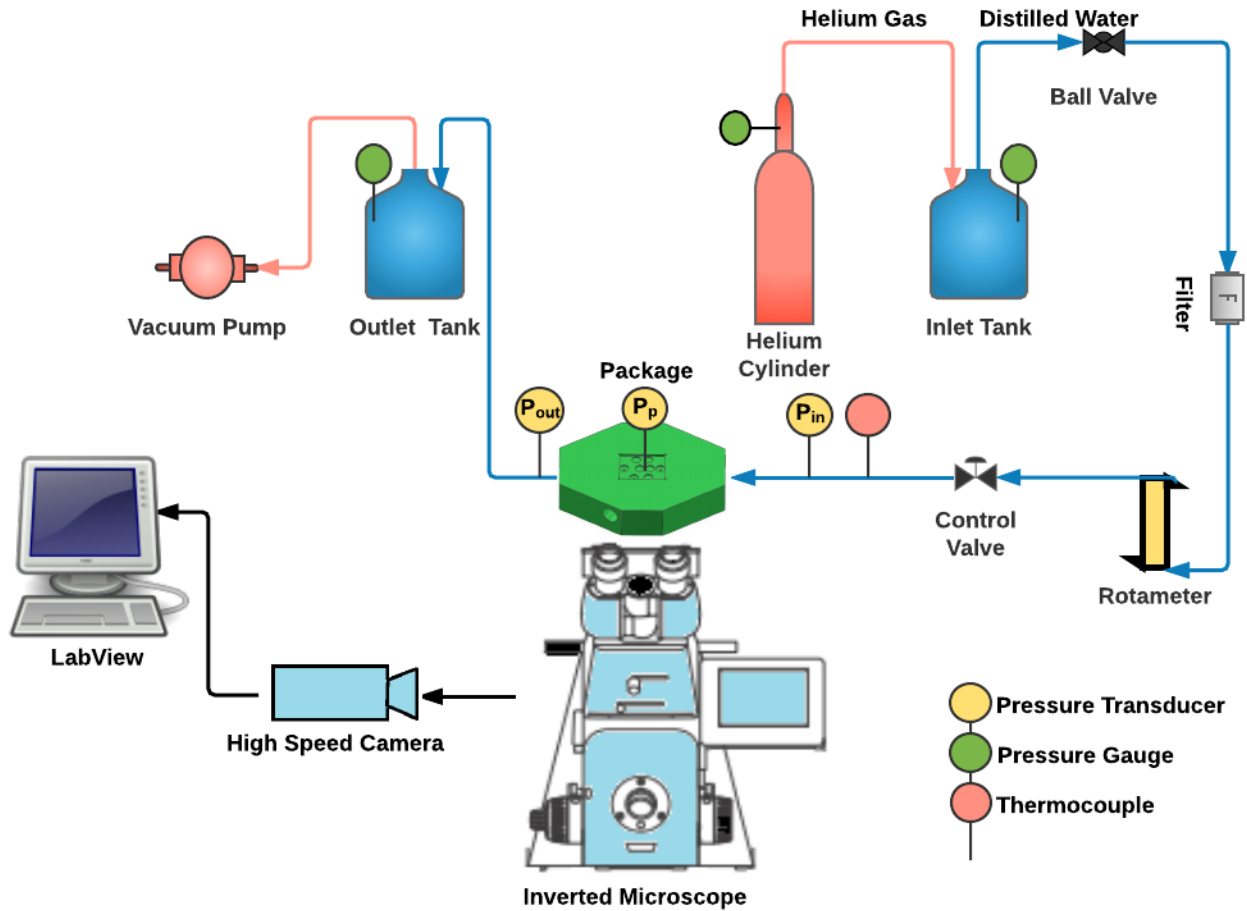 Helium Gas
Distilled Water
Ball Valve
Filter
F
Vacuum Pump
Outlet Tank
Helium
Cylinder
Inlet Tank
Package
Pout
Pp
Pin
Control
Valve
Rotameter
LabView
High Speed Camera
Pressure Transducer
Pressure Gauge
Thermocouple
Inverted Microscope